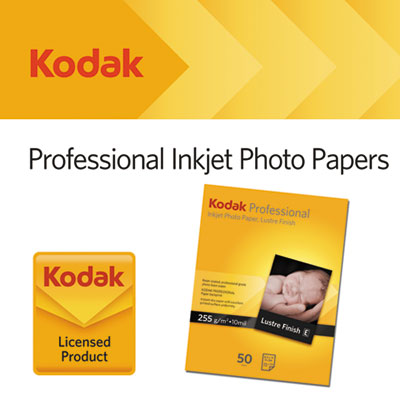 Kodak
Professional Inkjet Photo Papers
Kodak Professional
Inkjet Photo Paper, Lustre Finish
255 g/m² • 10mil
Lustre Finish E
50
Kodak
Licensed
Product